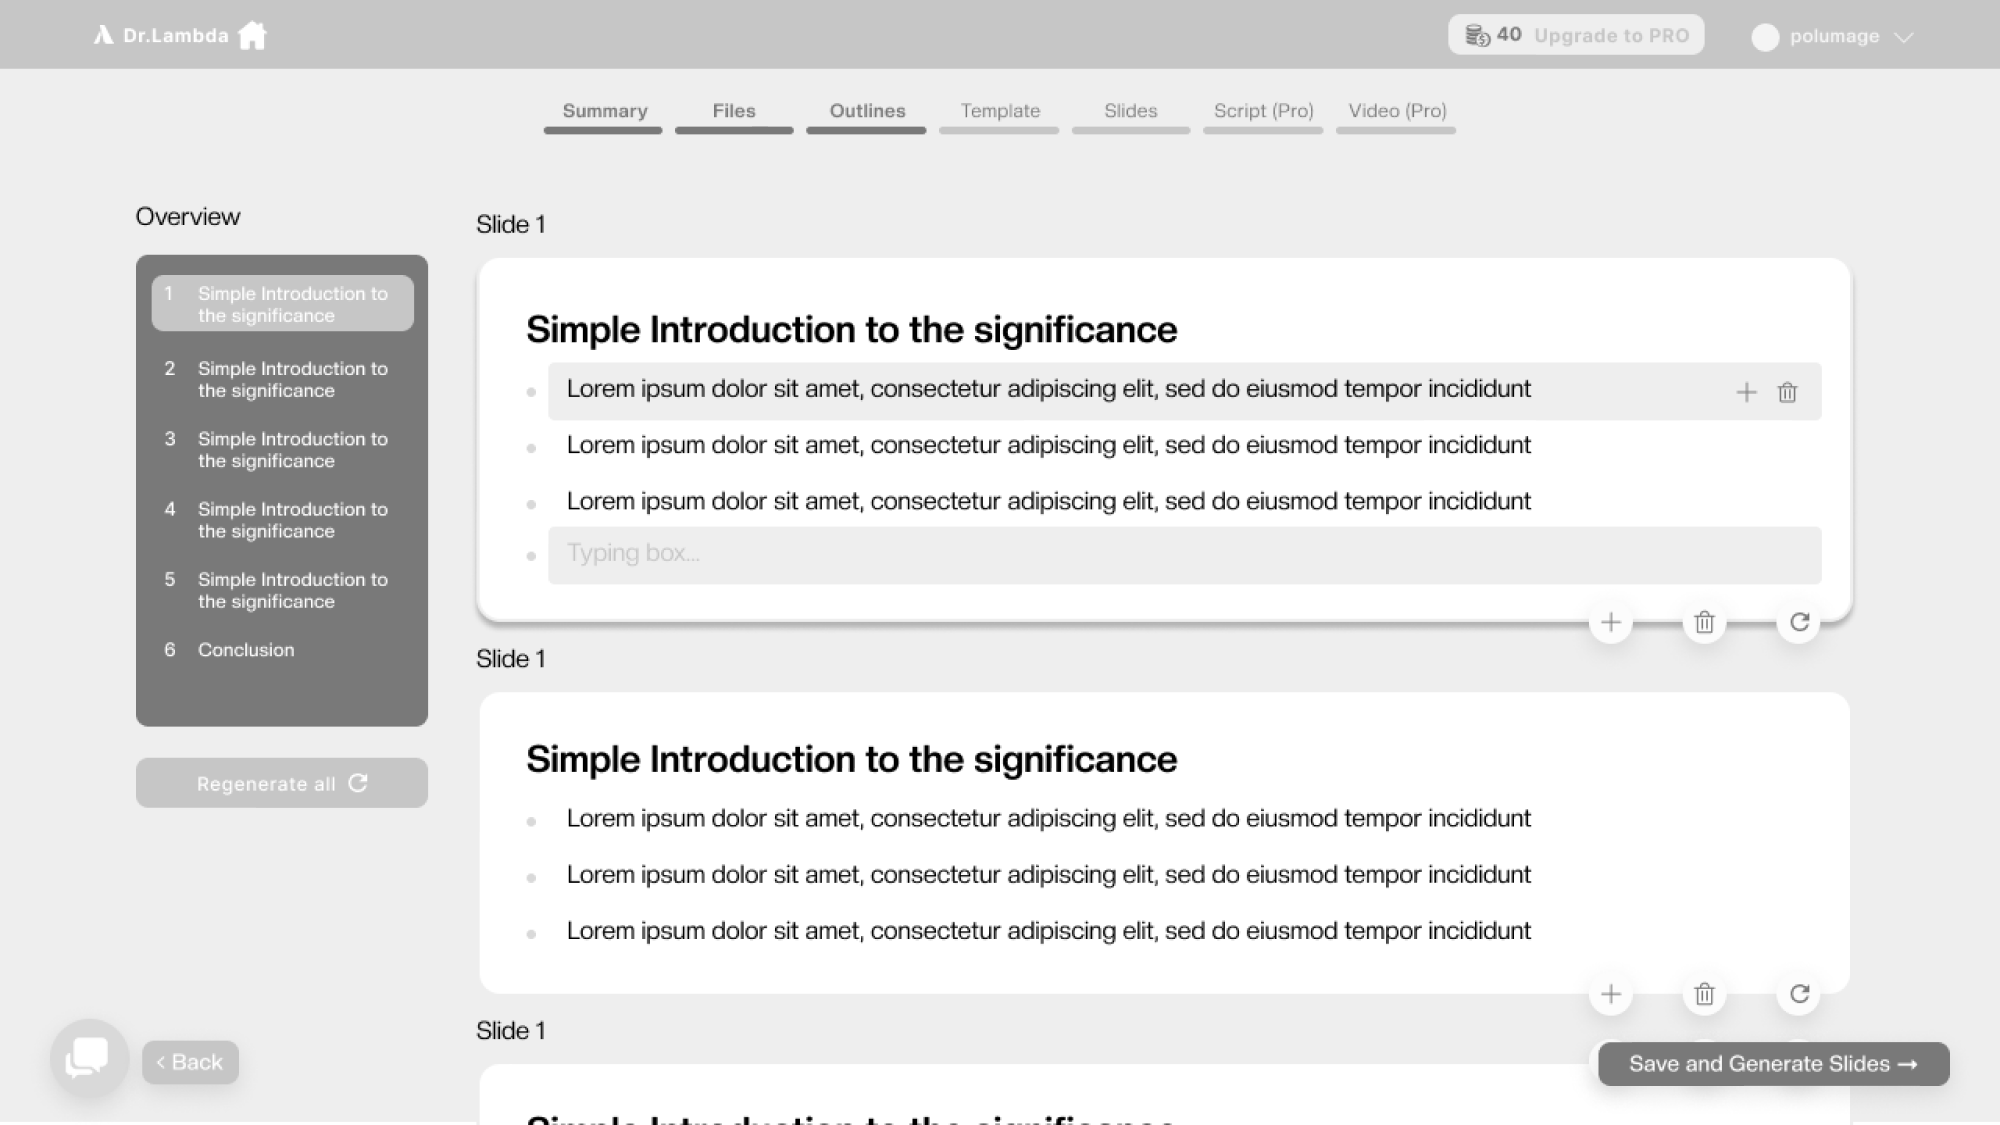 Dr.Lambda
40 Upgrade to PRO
polumage
Summary
Files
Outlines
Template
Slides
Script (Pro)
Video (Pro)
Overview
1 Simple Introduction to
the significance
2 Simple Introduction to
the significance
3 Simple Introduction to
the significance
4 Simple Introduction to
the significance
5 Simple Introduction to
the significance
6 Conclusion
Regenerate all
Slide 1
Simple Introduction to the significance
Lorem ipsum dolor sit amet, consectetur adipiscing elit, sed do eiusmod tempor incididunt
Lorem ipsum dolor sit amet, consectetur adipiscing elit, sed do eiusmod tempor incididunt
Lorem ipsum dolor sit amet, consectetur adipiscing elit, sed do eiusmod tempor incididunt
Typing box...
Slide 1
Simple Introduction to the significance
Lorem ipsum dolor sit amet, consectetur adipiscing elit, sed do eiusmod tempor incididunt
Lorem ipsum dolor sit amet, consectetur adipiscing elit, sed do eiusmod tempor incididunt
Lorem ipsum dolor sit amet, consectetur adipiscing elit, sed do eiusmod tempor incididunt
Slide 1
Simple Introduction to the significance
< Back
Save and Generate Slides →